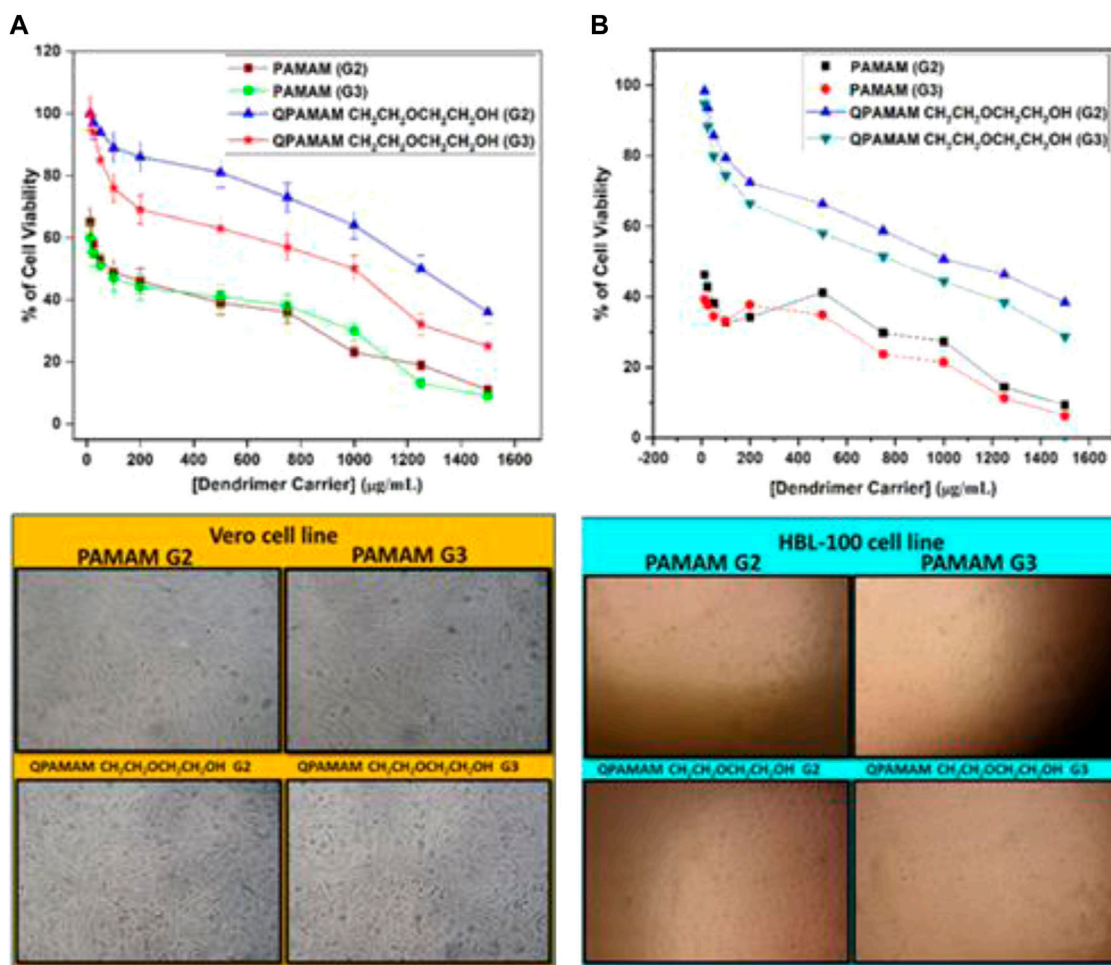 A
120
100
80
60
40
20
0
% of Cell Viability
PAMAM (G2)
PAMAM (G3)
QPAMAM CH₂CH₂OCH₂CH₂OH (G2)
QPAMAM CH₂CH₂OCH₂CH₂OH (G3)
0 200 400 600 800 1000 1200 1400 1600
[Dendrimer Carrier] (µg/mL)
B
100
80
60
40
20
0
% of Cell Viability
PAMAM (G2)
PAMAM (G3)
QPAMAM CH₂CH₂OCH₂CH₂OH (G2)
QPAMAM CH₂CH₂OCH₂CH₂OH (G3)
-200 0 200 400 600 800 1000 1200 1400 1600
[Dendrimer Carrier] (µg/mL)
Vero cell line
PAMAM G2 PAMAM G3
QPAMAM CH₂CH₂OCH₂CH₂OH G2 QPAMAM CH₂CH₂OCH₂CH₂OH G3
HBL-100 cell line
PAMAM G2 PAMAM G3
QPAMAM CH₂CH₂OCH₂CH₂OH G2 QPAMAM CH₂CH₂OCH₂CH₂OH G3